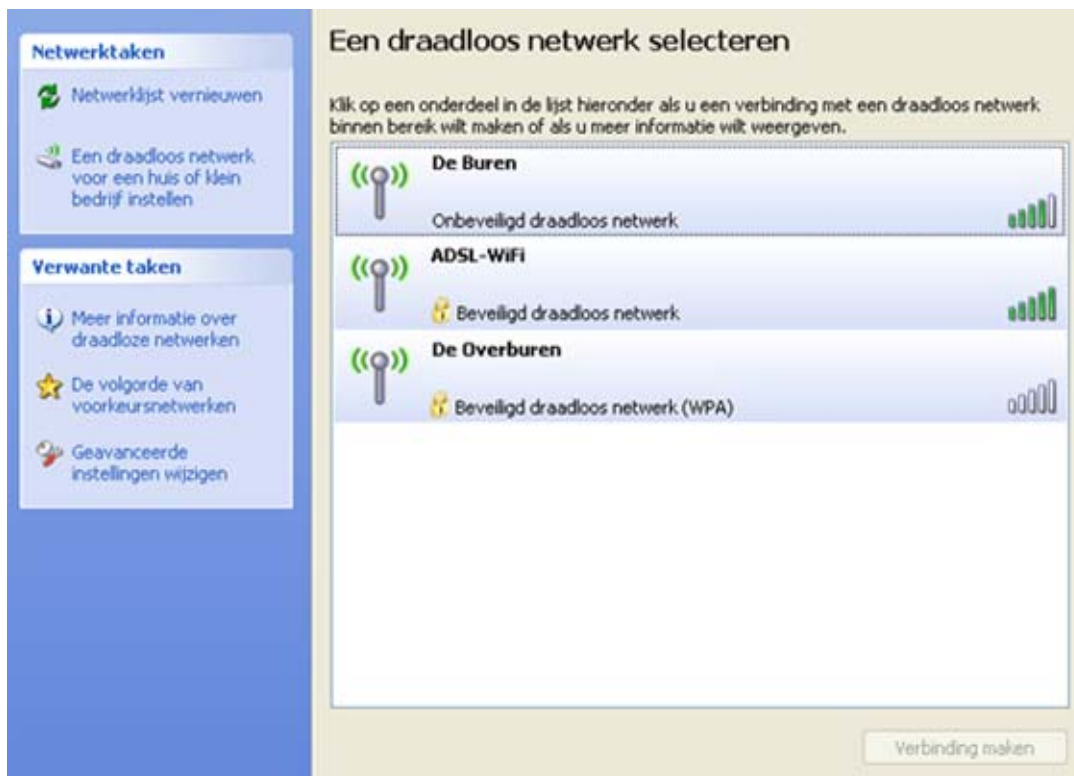 Netwerktaken
Netwerklijst vernieuwen
Een draadloos netwerk
voor een huis of klein
bedrijf instellen
Verwante taken
Meer informatie over
draadloze netwerken
De volgorde van
voorkeursnetwerken
Geavanceerde
instellingen wijzigen
Een draadloos netwerk selecteren
Klik op een onderdeel in de lijst hieronder als u een verbinding met een draadloos netwerk
binnen bereik wilt maken of als u meer informatie wilt weergeven.
De Buren
Onbeveiligd draadloos netwerk
ADSL-WiFi
Beveiligd draadloos netwerk
De Overburen
Beveiligd draadloos netwerk (WPA)
Verbinding maken